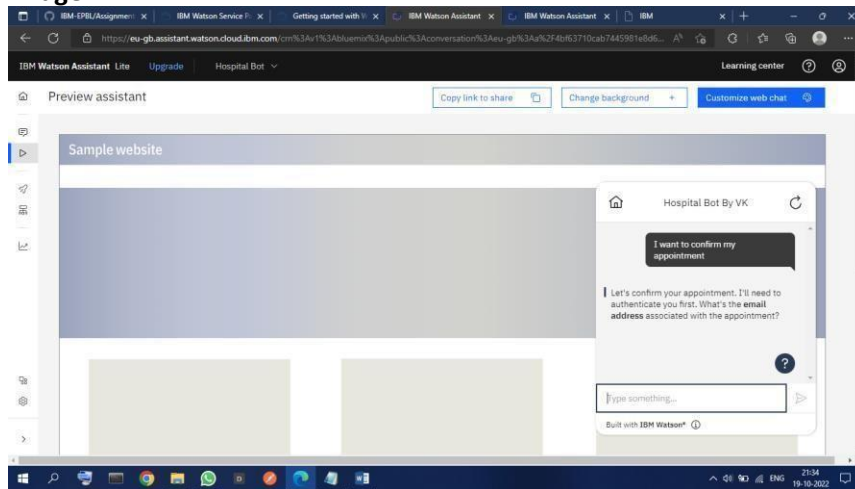 IBM-EPBL/Assignment
IBM Watson Service
Getting started with
IBM Watson Assistant
IBM Watson Assistant
IBM
https://eu-gb.assistant.watson.cloud.ibm.com/
IBM Watson Assistant Lite
Upgrade
Hospital Bot
Learning center
Preview assistant
Copy link to share
Change background +
Customize web chat
Sample website
Hospital Bot By VK
I want to confirm my
appointment
Let's confirm your appointment. I'll need to
authenticate you first. What's the email
address associated with the appointment?
?
Type something...
Built with IBM Watson®
ENG
21:34
19-10-2022